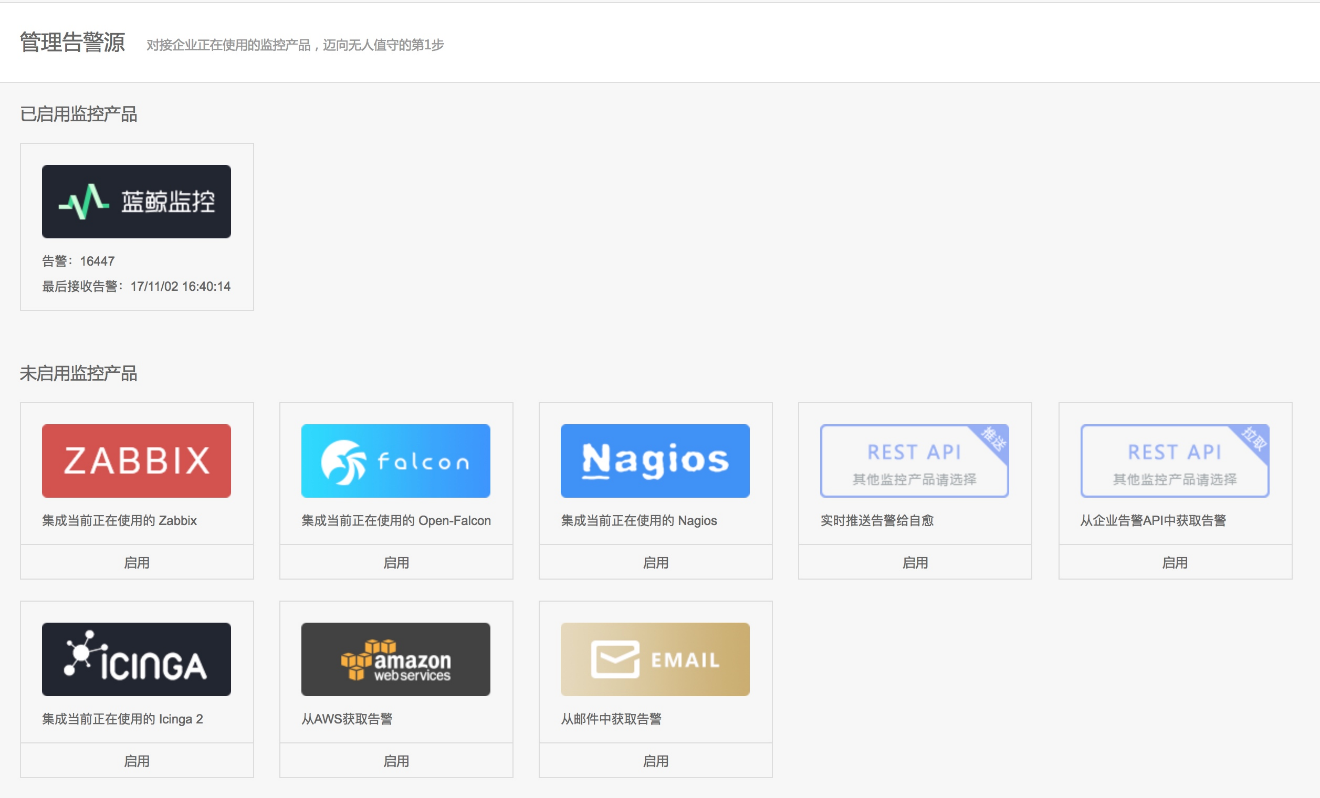 管理告警源 对接企业正在使用的监控产品，迈向无人值守的第1步
已启用监控产品
蓝鲸监控
告警：16447
最后接收告警：17/11/02 16:40:14
未启用监控产品
ZABBIX
集成当前正在使用的 Zabbix
启用
falcon
集成当前正在使用的 Open-Falcon
启用
Nagios
集成当前正在使用的 Nagios
启用
推送
REST API
其他监控产品请选择
实时推送告警给自愈
启用
拉取
REST API
其他监控产品请选择
从企业告警API中获取告警
启用
ICINGA
集成当前正在使用的 Icinga 2
启用
amazon
web services
从AWS获取告警
启用
EMAIL
从邮件中获取告警
启用